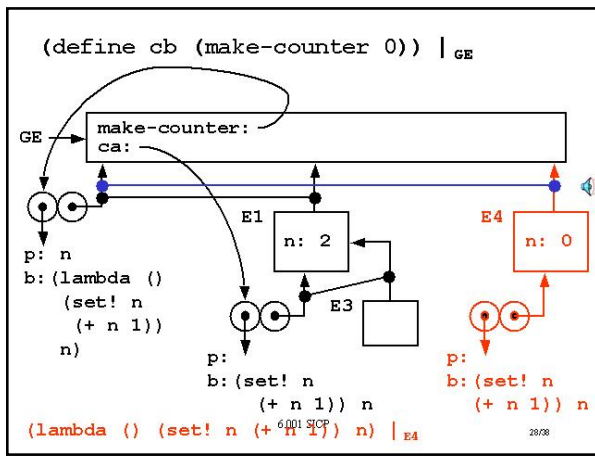 (define cb (make-counter 0)) | GE
GE
make-counter:
ca:
E1
n: 2
E4
n: 0
p: n
b:(lambda ()
(set! n
(+ n 1))
n)
E3
p:
b:(set! n
(+ n 1)) n
p:
b:(set! n
(+ n 1)) n
(lambda () (set! n (+ n 1)) n) | E4
6.001 SICP
28/38